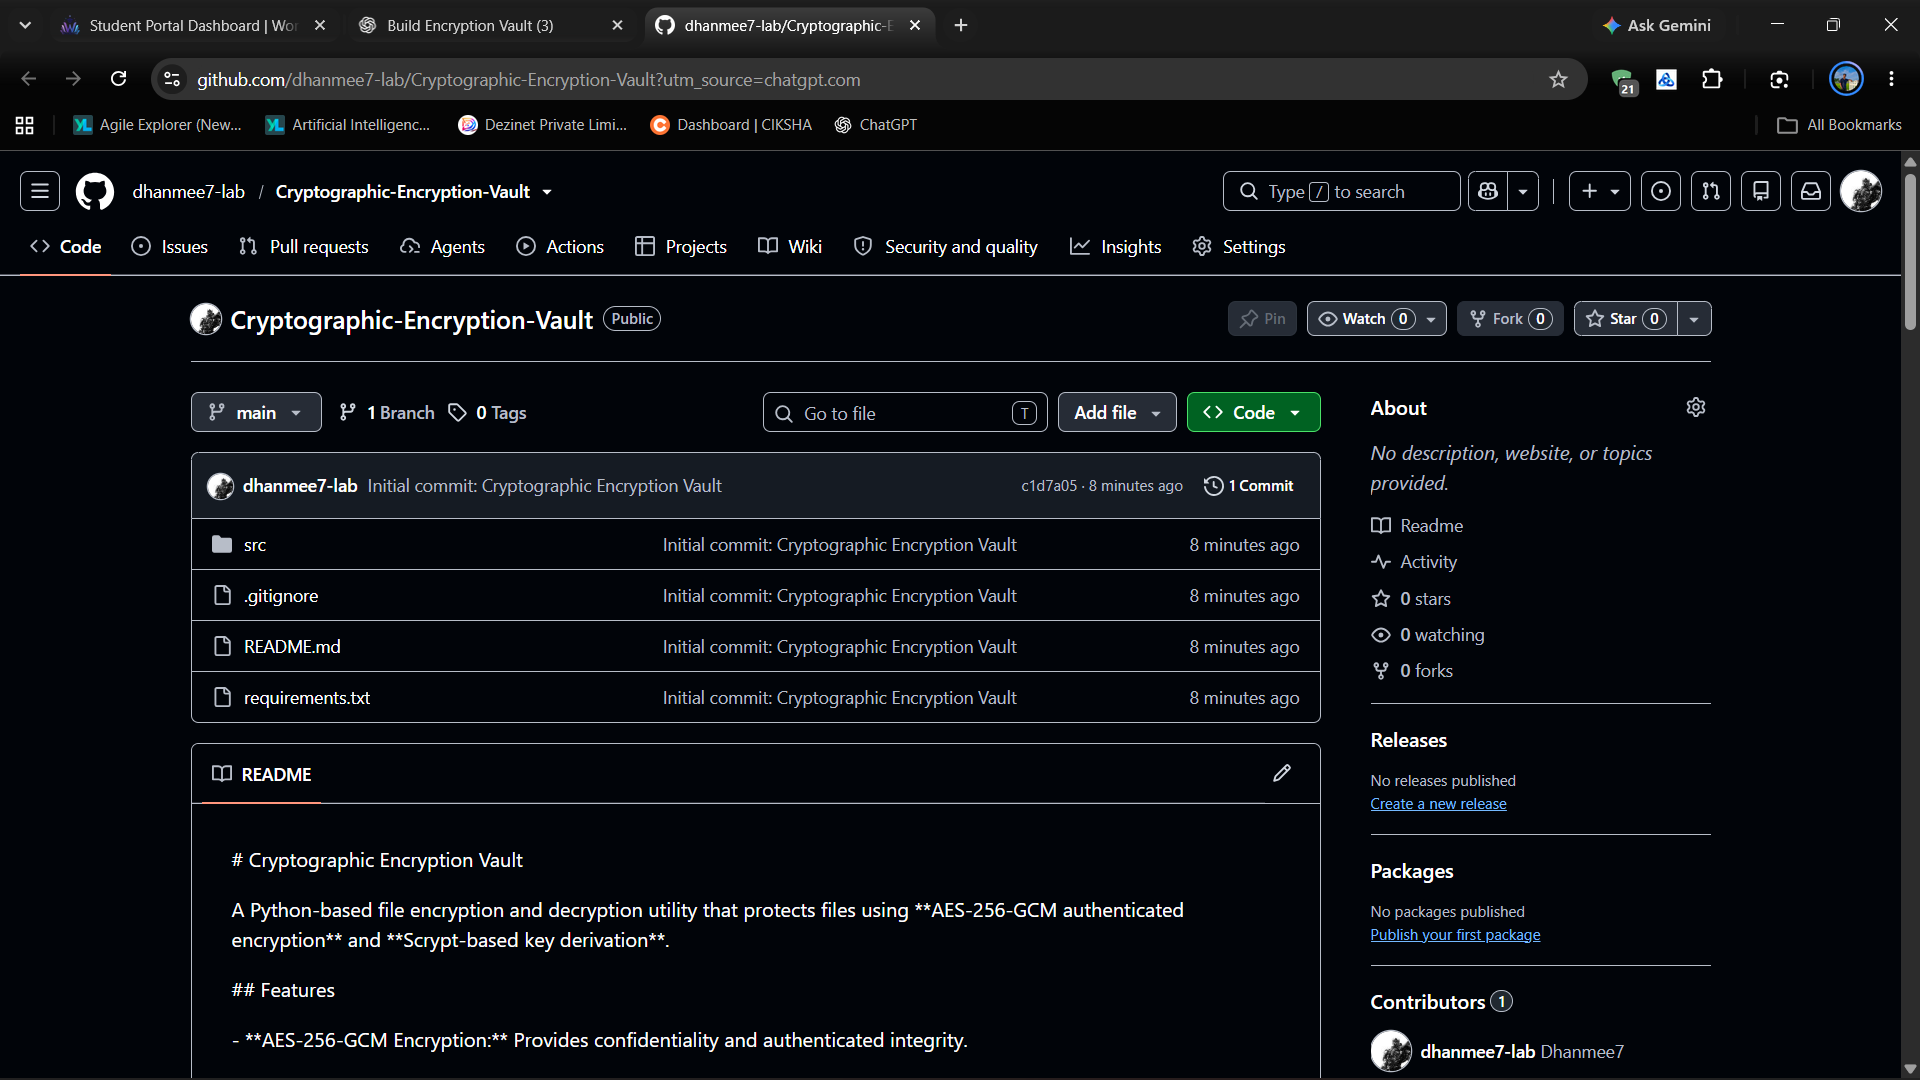 Student Portal Dashboard | Wor
Build Encryption Vault (3)
dhanmee7-lab/Cryptographic-E
Ask Gemini
github.com/dhanmee7-lab/Cryptographic-Encryption-Vault?utm_source=chatgpt.com
21
Agile Explorer (New...
Artificial Intelligenc...
Dezinet Private Limi...
Dashboard | CIKSHA
ChatGPT
All Bookmarks
dhanmee7-lab / Cryptographic-Encryption-Vault
Type / to search
Code
Issues
Pull requests
Agents
Actions
Projects
Wiki
Security and quality
Insights
Settings
Cryptographic-Encryption-Vault Public
Pin
Watch 0
Fork 0
Star 0
main
1 Branch
0 Tags
Go to file T
Add file
Code
dhanmee7-lab Initial commit: Cryptographic Encryption Vault c1d7a05 · 8 minutes ago 1 Commit
src Initial commit: Cryptographic Encryption Vault 8 minutes ago
.gitignore Initial commit: Cryptographic Encryption Vault 8 minutes ago
README.md Initial commit: Cryptographic Encryption Vault 8 minutes ago
requirements.txt Initial commit: Cryptographic Encryption Vault 8 minutes ago
README
# Cryptographic Encryption Vault
A Python-based file encryption and decryption utility that protects files using **AES-256-GCM authenticated
encryption** and **Scrypt-based key derivation**.
## Features
- **AES-256-GCM Encryption:** Provides confidentiality and authenticated integrity.
About
No description, website, or topics
provided.
Readme
Activity
0 stars
0 watching
0 forks
Releases
No releases published
Create a new release
Packages
No packages published
Publish your first package
Contributors 1
dhanmee7-lab Dhanmee7